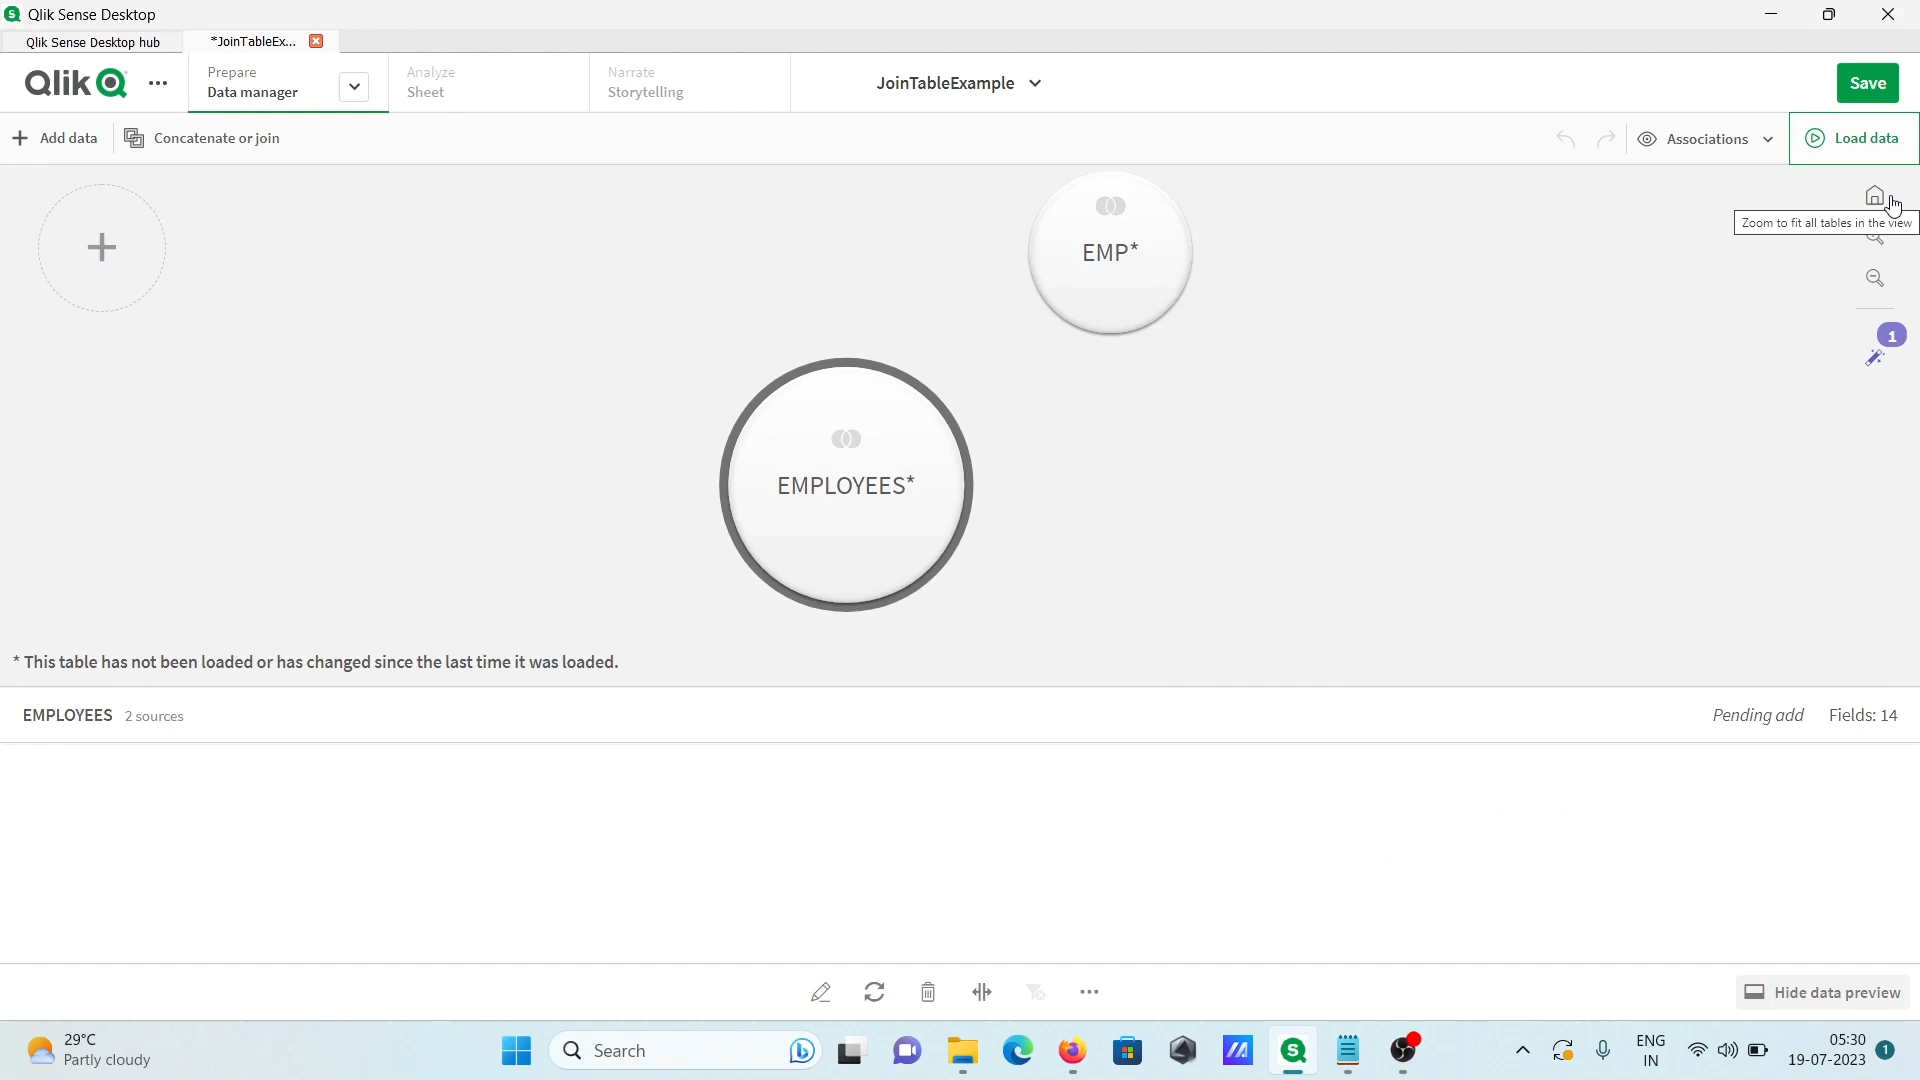 Qlik Sense Desktop
Qlik Sense Desktop hub
*JoinTableEx...
Qlik
Prepare
Data manager
Analyze
Sheet
Narrate
Storytelling
JoinTableExample
Save
Add data
Concatenate or join
Associations
Load data
Zoom to fit all tables in the view
1
EMP*
EMPLOYEES*
* This table has not been loaded or has changed since the last time it was loaded.
EMPLOYEES 2 sources
Pending add Fields: 14
Hide data preview
29°C
Partly cloudy
Search
ENG
IN
05:30
19-07-2023
1